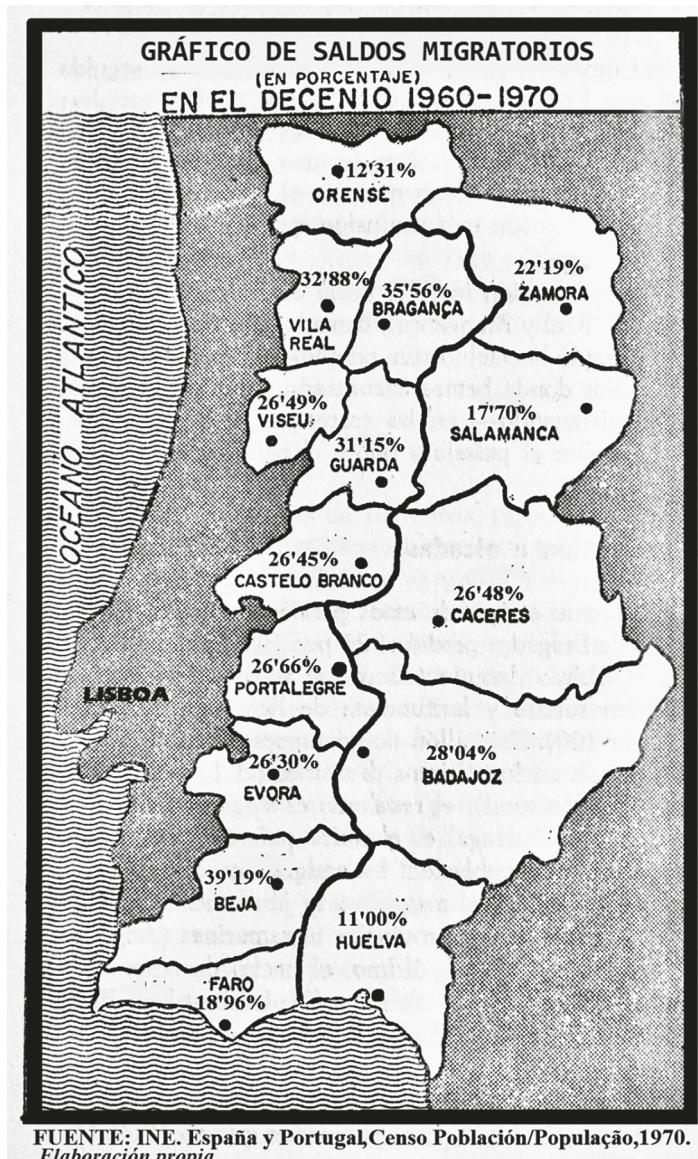 GRÁFICO DE SALDOS MIGRATORIOS
(EN PORCENTAJE)
EN EL DECENIO 1960-1970
12'31%
ORENSE
OCEANO ATLANTICO
32'88%
VILA
REAL
35'56%
BRAGANÇA
22'19%
ZAMORA
26'49%
VISEU
31'15%
GUARDA
17'70%
SALAMANCA
26'45%
CASTELO BRANCO
26'48%
CACERES
26'66%
PORTALEGRE
LISBOA
26'30%
EVORA
28'04%
BADAJOZ
39'19%
BEJA
11'00%
HUELVA
FARO
18'96%
FUENTE: INE. España y Portugal,Censo Población/População,1970.
Elaboración propia